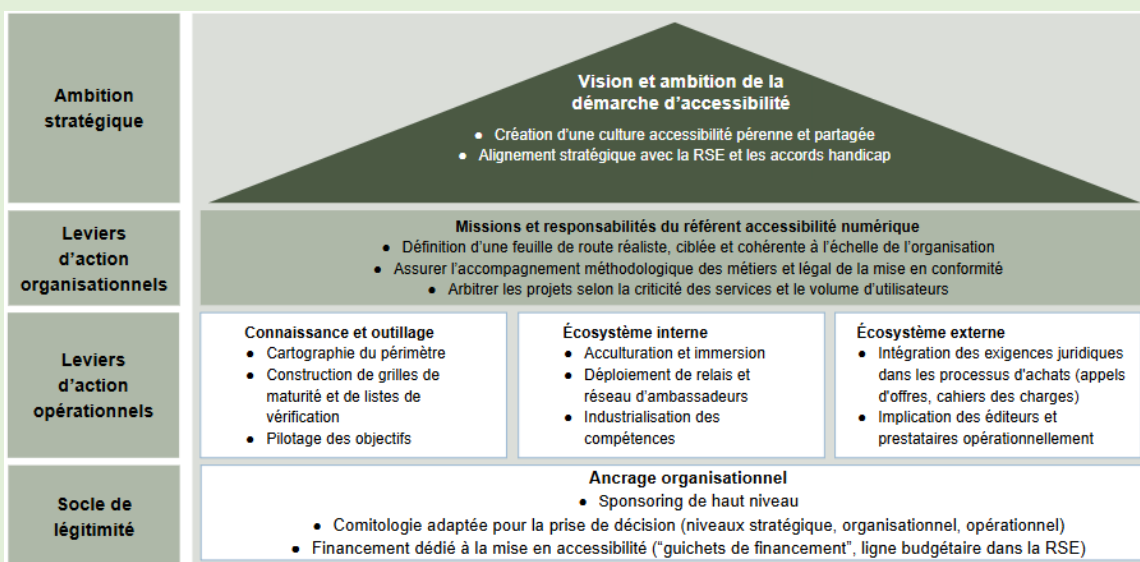 Ambition
stratégique
Vision et ambition de la
démarche d’accessibilité
● Création d’une culture accessibilité pérenne et partagée
● Alignement stratégique avec la RSE et les accords handicap
Leviers
d’action
organisationnels
Missions et responsabilités du référent accessibilité numérique
● Définition d’une feuille de route réaliste, ciblée et cohérente à l’échelle de l’organisation
● Assurer l’accompagnement méthodologique des métiers et légal de la mise en conformité
● Arbitrer les projets selon la criticité des services et le volume d’utilisateurs
Leviers
d’action
opérationnels
Connaissance et outillage
● Cartographie du périmètre
● Construction de grilles de
maturité et de listes de
vérification
● Pilotage des objectifs
Écosystème interne
● Acculturation et immersion
● Déploiement de relais et
réseau d’ambassadeurs
● Industrialisation des
compétences
Écosystème externe
● Intégration des exigences juridiques
dans les processus d'achats (appels
d'offres, cahiers des charges)
● Implication des éditeurs et
prestataires opérationnellement
Socle de
légitimité
Ancrage organisationnel
● Sponsoring de haut niveau
● Comitologie adaptée pour la prise de décision (niveaux stratégique, organisationnel, opérationnel)
● Financement dédié à la mise en accessibilité (“guichets de financement”, ligne budgétaire dans la RSE)